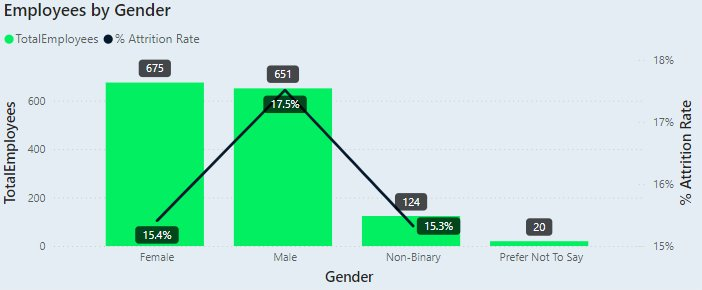 Employees by Gender
TotalEmployees % Attrition Rate
TotalEmployees
600
400
200
0
675
651
124
20
15.4%
17.5%
15.3%
18%
17%
16%
15%
% Attrition Rate
Female Male Non-Binary Prefer Not To Say
Gender